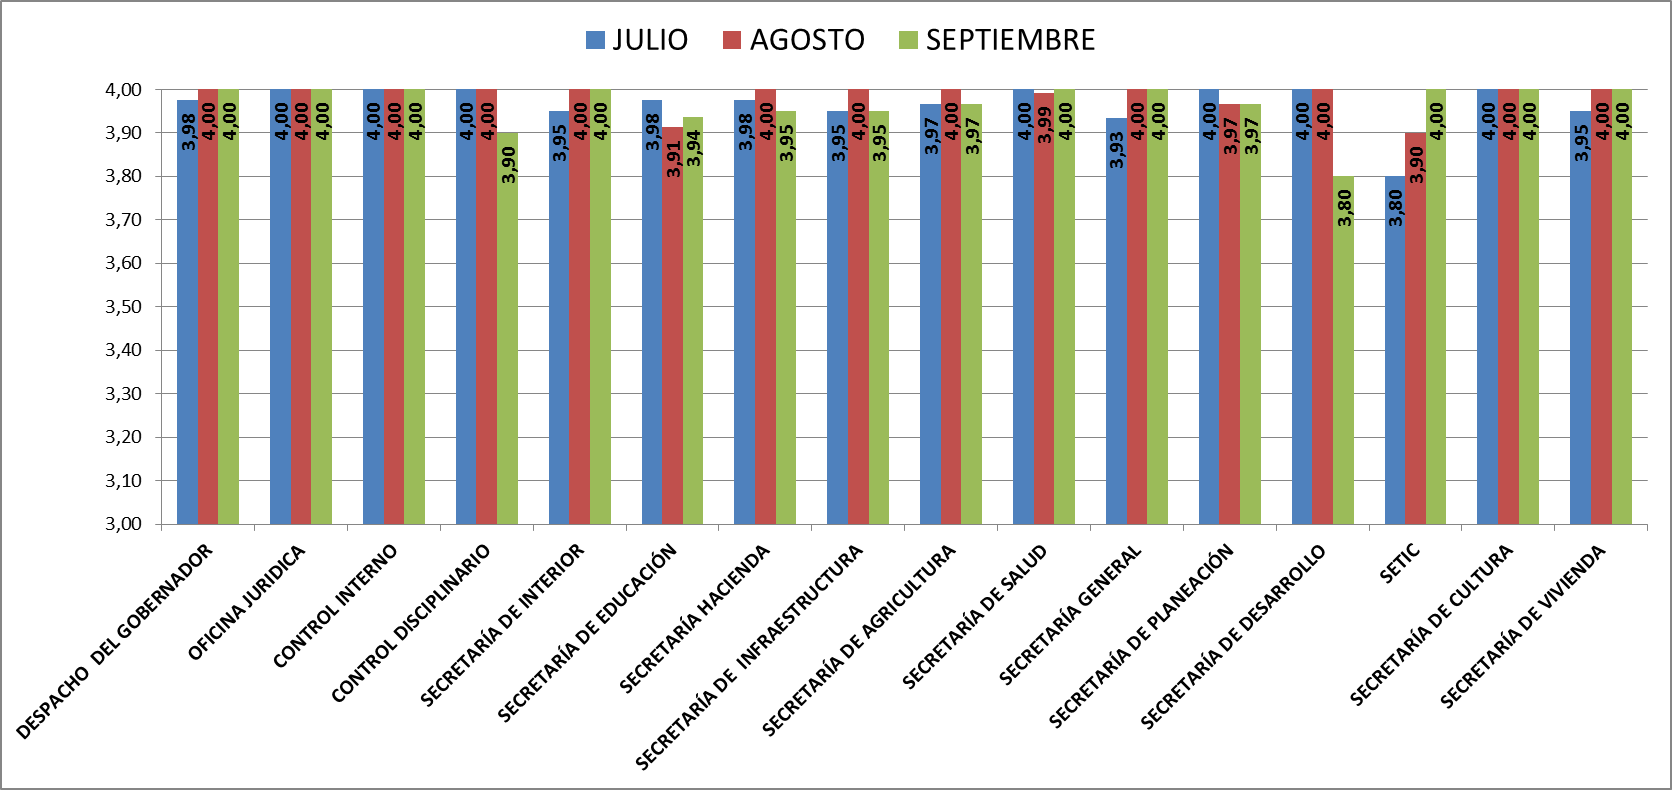 JULIO AGOSTO SEPTIEMBRE
4,00
3,90
3,80
3,70
3,60
3,50
3,40
3,30
3,20
3,10
3,00
3,98 4,00 4,00
4,00 4,00 4,00
4,00 4,00 4,00
4,00 4,00 3,90
3,95 4,00 4,00
3,98 3,91 3,94
3,98 4,00 3,95
3,95 4,00 3,95
3,97 4,00 3,97
4,00 3,99 4,00
3,93 4,00 4,00
4,00 3,97 3,97
4,00 4,00 3,80
3,80 3,90 4,00
4,00 4,00 4,00
3,95 4,00 4,00
DESPACHO DEL GOBERNADOR
OFICINA JURIDICA
CONTROL INTERNO
CONTROL DISCIPLINARIO
SECRETARÍA DE INTERIOR
SECRETARÍA DE EDUCACIÓN
SECRETARÍA HACIENDA
SECRETARÍA DE INFRAESTRUCTURA
SECRETARÍA DE AGRICULTURA
SECRETARÍA DE SALUD
SECRETARÍA GENERAL
SECRETARÍA DE PLANEACIÓN
SECRETARÍA DE DESARROLLO
SETIC
SECRETARÍA DE CULTURA
SECRETARÍA DE VIVIENDA